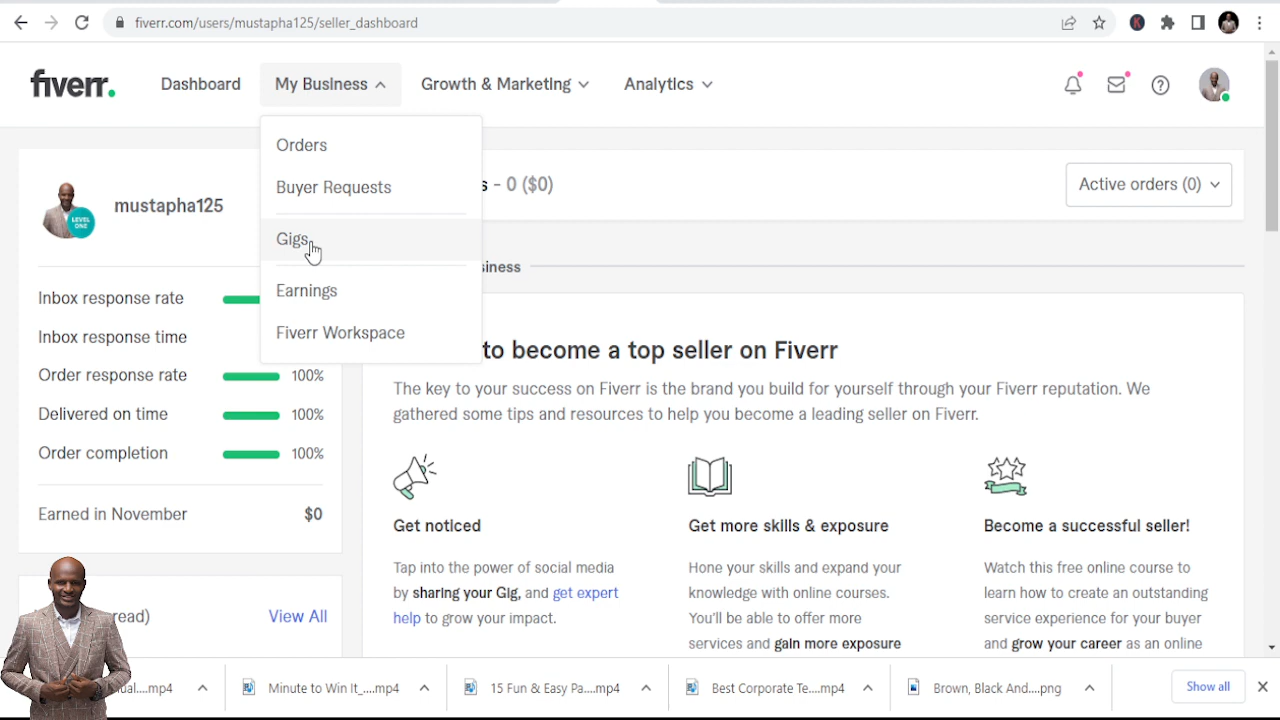 fiverr.com/users/mustapha125/seller_dashboard
K
fiverr.
Dashboard
My Business
Growth & Marketing
Analytics
Orders
Buyer Requests
Gigs
Earnings
Fiverr Workspace
s - 0 ($0)
Active orders (0)
mustapha125
LEVEL
ONE
siness
Inbox response rate
Inbox response time
Order response rate 100%
Delivered on time 100%
Order completion 100%
Earned in November $0
to become a top seller on Fiverr
The key to your success on Fiverr is the brand you build for yourself through your Fiverr reputation. We
gathered some tips and resources to help you become a leading seller on Fiverr.
Get noticed
Tap into the power of social media
by sharing your Gig, and get expert
help to grow your impact.
Get more skills & exposure
Hone your skills and expand your
knowledge with online courses.
You'll be able to offer more
services and gain more exposure
Become a successful seller!
Watch this free online course to
learn how to create an outstanding
service experience for your buyer
and grow your career as an online
read) View All
ual....mp4
Minute to Win It_....mp4
15 Fun & Easy Pa....mp4
Best Corporate Te....mp4
Brown, Black And....png
Show all